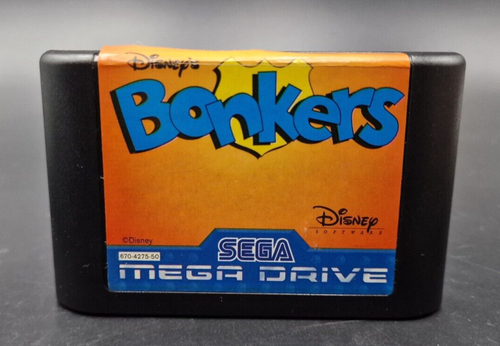 Disney's
Bonkers
Disney
SOFTWARE
©Disney
SEGA
670-4275-50
MEGA DRIVE